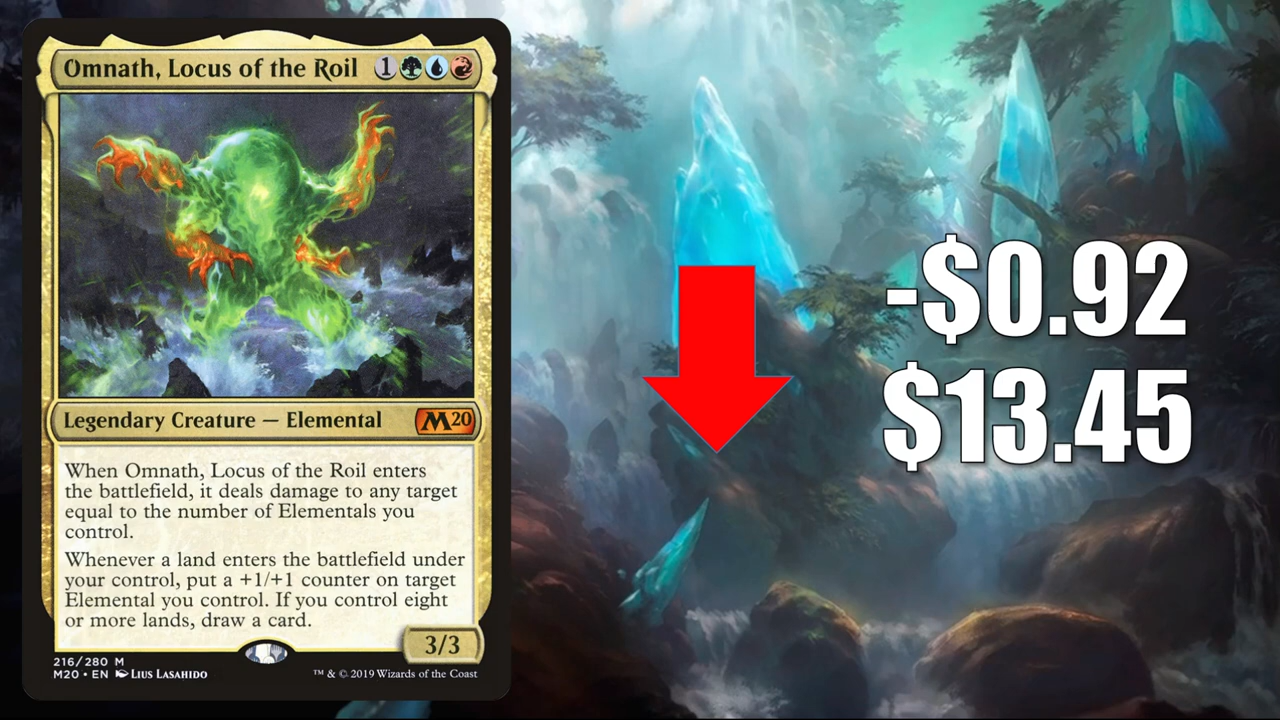 Omnath, Locus of the Roil 1
Legendary Creature — Elemental M20
When Omnath, Locus of the Roil enters
the battlefield, it deals damage to any target
equal to the number of Elementals you
control.
Whenever a land enters the battlefield under
your control, put a +1/+1 counter on target
Elemental you control. If you control eight
or more lands, draw a card.
3/3
216/280 M
M20 • EN Lius Lasahido
™ & © 2019 Wizards of the Coast
-$0.92
$13.45